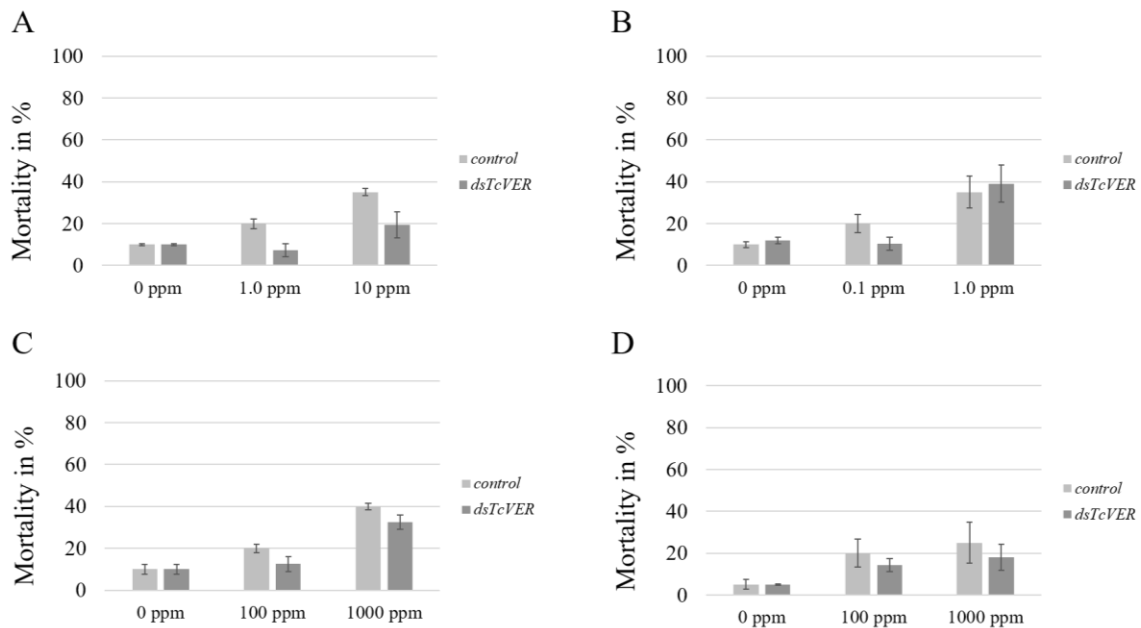 A
Mortality in %
100
80
60
40
20
0
0 ppm 1.0 ppm 10 ppm
control
dsTcVER
B
Mortality in %
100
80
60
40
20
0
0 ppm 0.1 ppm 1.0 ppm
control
dsTcVER
C
Mortality in %
100
80
60
40
20
0
0 ppm 100 ppm 1000 ppm
control
dsTcVER
D
Mortality in %
100
80
60
40
20
0
0 ppm 100 ppm 1000 ppm
control
dsTcVER